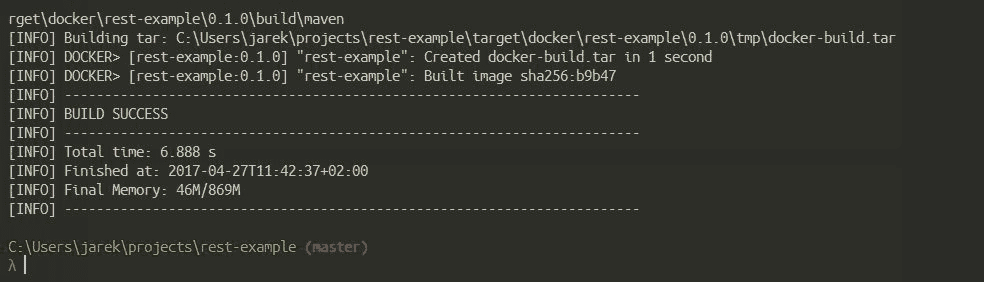 rget\docker\rest-example\0.1.0\build\maven
[INFO] Building tar: C:\Users\jarek\projects\rest-example\target\docker\rest-example\0.1.0\tmp\docker-build.tar
[INFO] DOCKER> [rest-example:0.1.0] "rest-example": Created docker-build.tar in 1 second
[INFO] DOCKER> [rest-example:0.1.0] "rest-example": Built image sha256:b9b47
[INFO] ------------------------------------------------------------------------
[INFO] BUILD SUCCESS
[INFO] ------------------------------------------------------------------------
[INFO] Total time: 6.888 s
[INFO] Finished at: 2017-04-27T11:42:37+02:00
[INFO] Final Memory: 46M/869M
[INFO] ------------------------------------------------------------------------
C:\Users\jarek\projects\rest-example (master)
λ